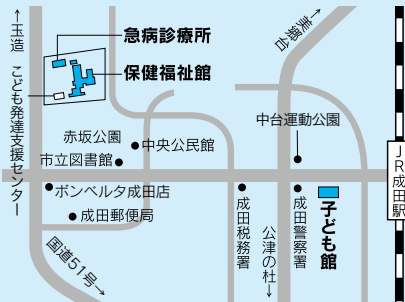 ←玉造
こども発達支援センター
急病診療所
保健福祉館
←美郷台
赤坂公園
中央公民館
中台運動公園
市立図書館
ボンベルタ成田店
成田郵便局
国道51号→
成田税務署
公津の杜→
成田警察署
子ども館
JR成田駅